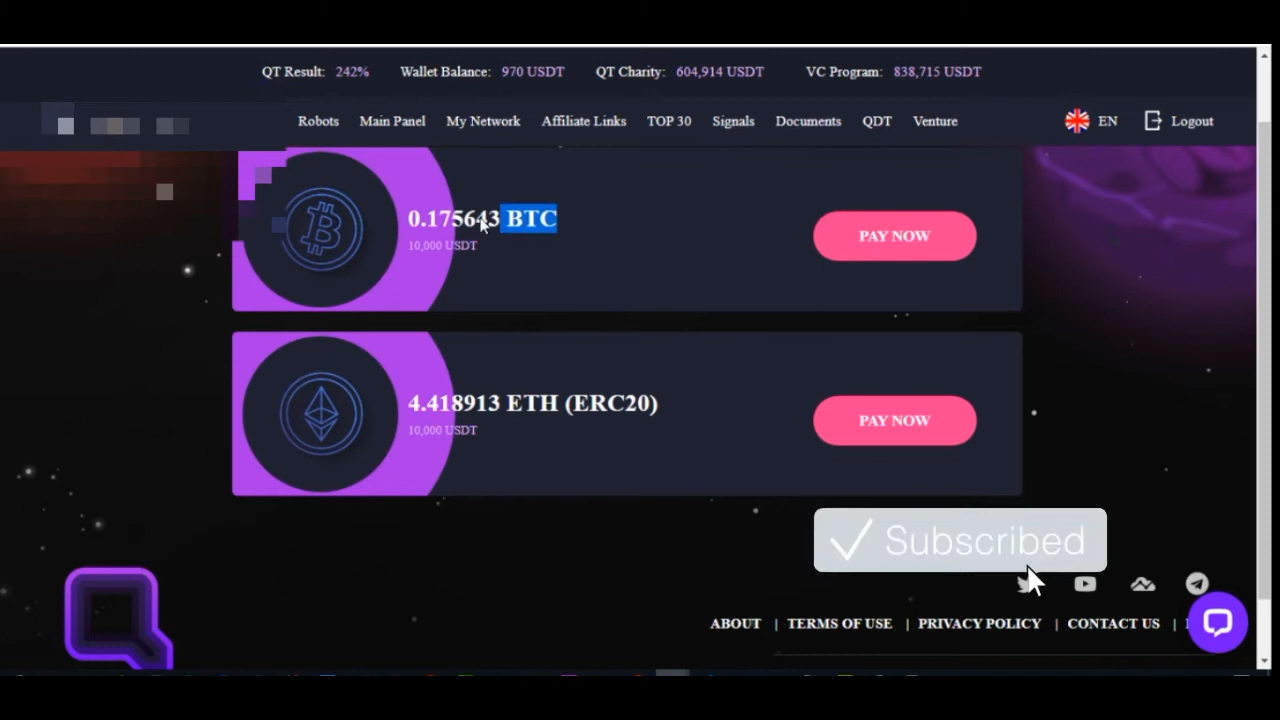 QT Result: 242% Wallet Balance: 970 USDT QT Charity: 604,914 USDT VC Program: 838,715 USDT
Robots Main Panel My Network Affiliate Links TOP 30 Signals Documents QDT Venture EN Logout
0.175643 BTC
10,000 USDT
PAY NOW
4.418913 ETH (ERC20)
10,000 USDT
PAY NOW
Subscribed
ABOUT | TERMS OF USE | PRIVACY POLICY | CONTACT US |